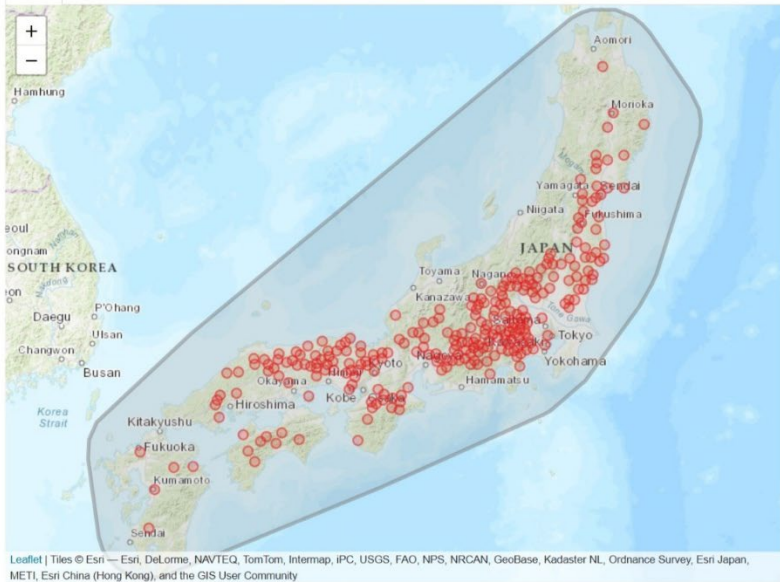 +
−
Aomori
Hamhung
Morioka
Yamagata
Sendai
Niigata
Fukushima
JAPAN
SOUTH KOREA
Toyama
Nagano
Kanazawa
P'Ohang
Daegu
Ulsan
Tokyo
Changwon
Kyoto
Nagoya
Yokohama
Busan
Okayama
Himeji
Hamamatsu
Kobe
Hiroshima
Korea
Strait
Kitakyushu
Fukuoka
Kumamoto
Sendai
Leaflet | Tiles © Esri — Esri, DeLorme, NAVTEQ, TomTom, Intermap, iPC, USGS, FAO, NPS, NRCAN, GeoBase, Kadaster NL, Ordnance Survey, Esri Japan,
METI, Esri China (Hong Kong), and the GIS User Community